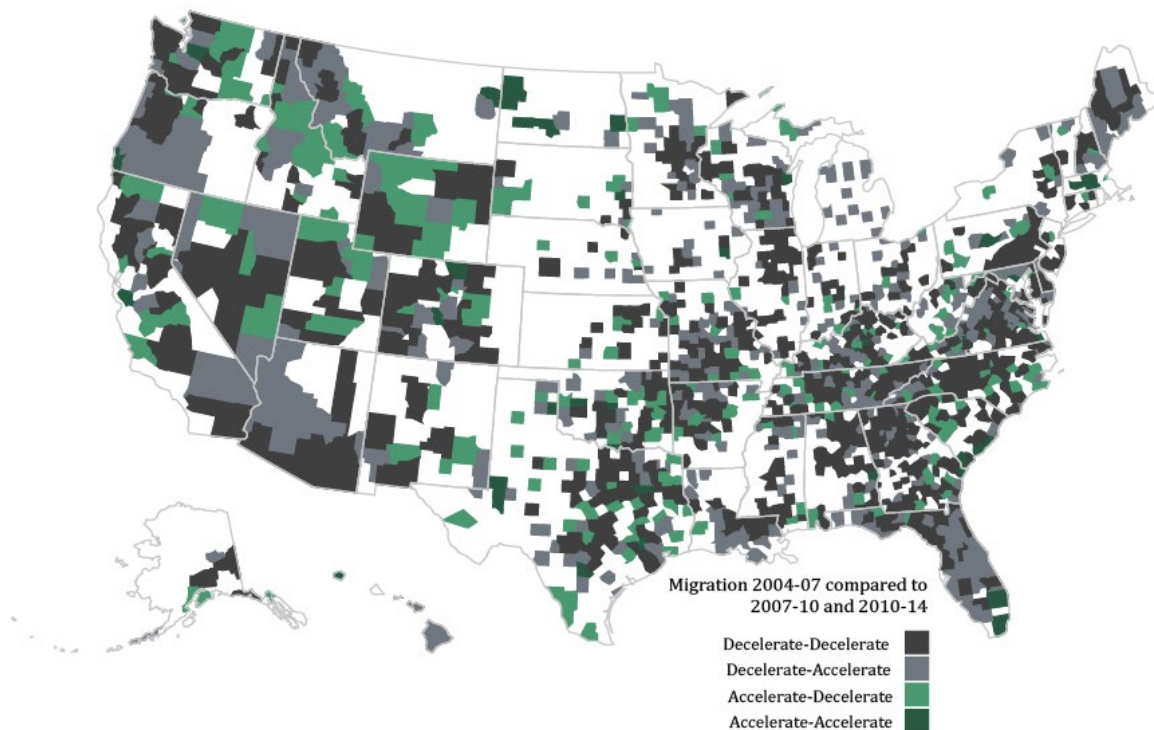 Migration 2004-07 compared to
2007-10 and 2010-14
Decelerate-Decelerate
Decelerate-Accelerate
Accelerate-Decelerate
Accelerate-Accelerate